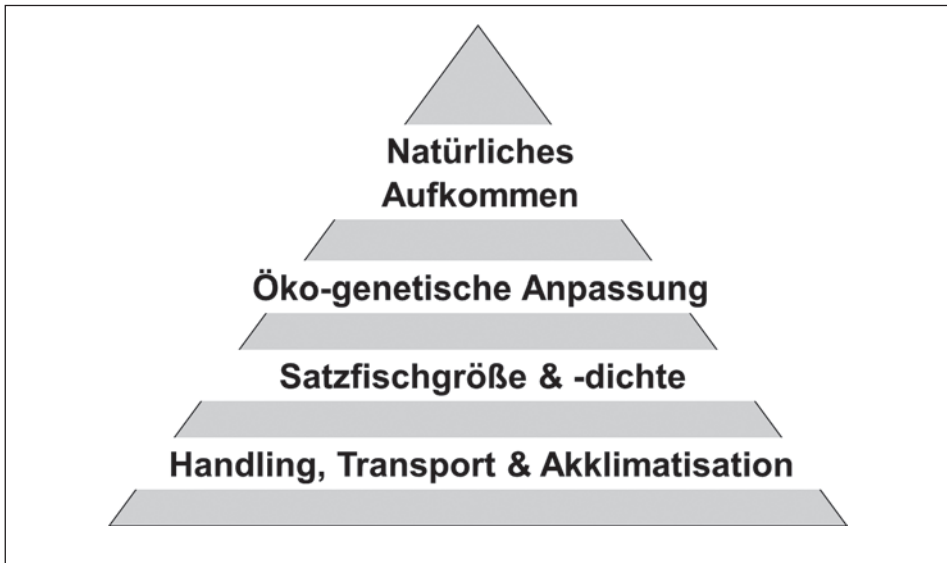 Natürliches
Aufkommen
Öko-genetische Anpassung
Satzfischgröße & -dichte
Handling, Transport & Akklimatisation